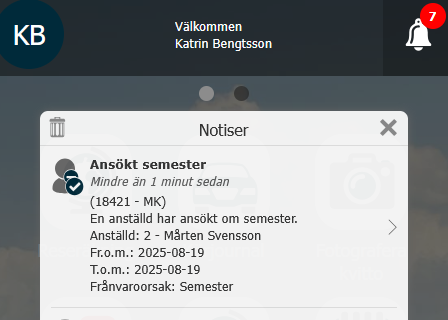 KB
Välkommen
Katrin Bengtsson
7
Notiser
Ansökt semester
Mindre än 1 minut sedan
(18421 - MK)
En anställd har ansökt om semester.
Anställd: 2 - Mårten Svensson
Fr.o.m.: 2025-08-19
T.o.m.: 2025-08-19
Frånvaroorsak: Semester